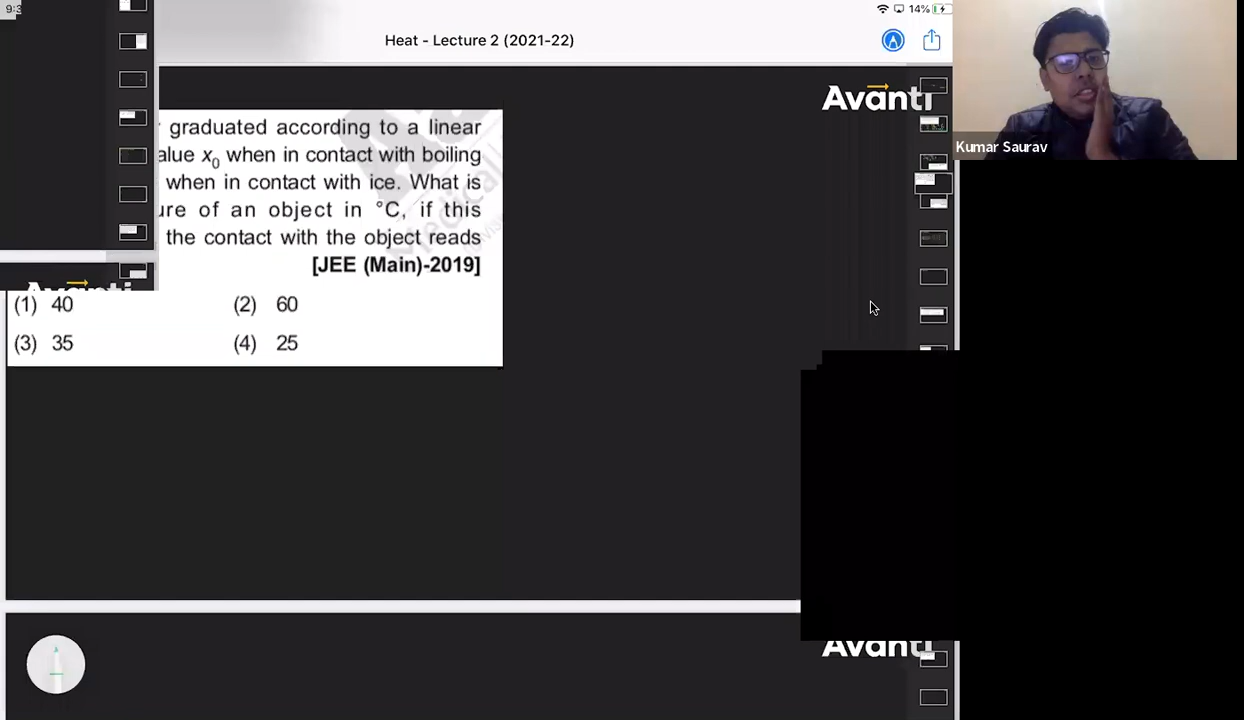 14%
Heat - Lecture 2 (2021-22)
Avanti
Kumar Saurav
graduated according to a linear
x₀ when in contact with boiling
when in contact with ice. What is
of an object in °C, if this
the contact with the object reads
[JEE (Main)-2019]
(1) 40 (2) 60
(3) 35 (4) 25
Avanti